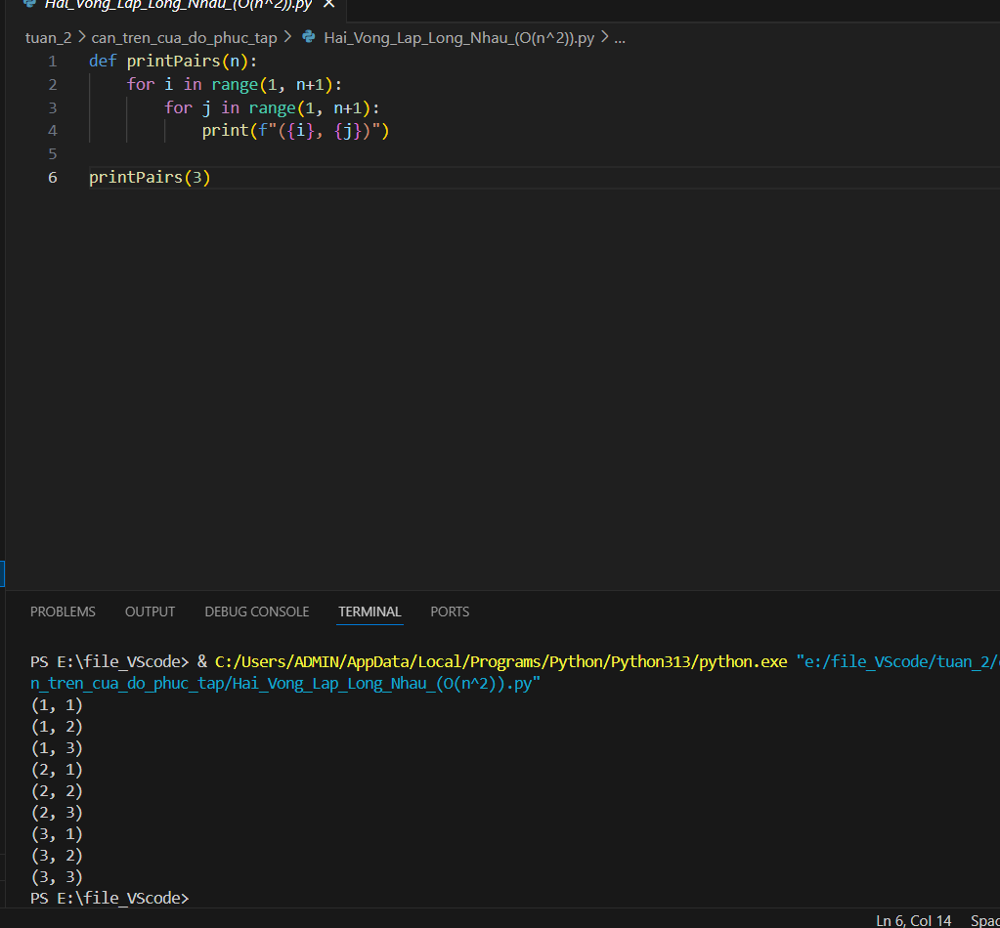 Hai_Vong_Lap_Long_Nhau_(O(n^2)).py ×
tuan_2 > can_tren_cua_do_phuc_tap > Hai_Vong_Lap_Long_Nhau_(O(n^2)).py > ...
1 def printPairs(n):
2 for i in range(1, n+1):
3 for j in range(1, n+1):
4 print(f"({i}, {j})")
5
6 printPairs(3)
PROBLEMS OUTPUT DEBUG CONSOLE TERMINAL PORTS
PS E:\file_VScode> & C:/Users/ADMIN/AppData/Local/Programs/Python/Python313/python.exe "e:/file_VScode/tuan_2/
n_tren_cua_do_phuc_tap/Hai_Vong_Lap_Long_Nhau_(O(n^2)).py"
(1, 1)
(1, 2)
(1, 3)
(2, 1)
(2, 2)
(2, 3)
(3, 1)
(3, 2)
(3, 3)
PS E:\file_VScode>
Ln 6, Col 14 Spac